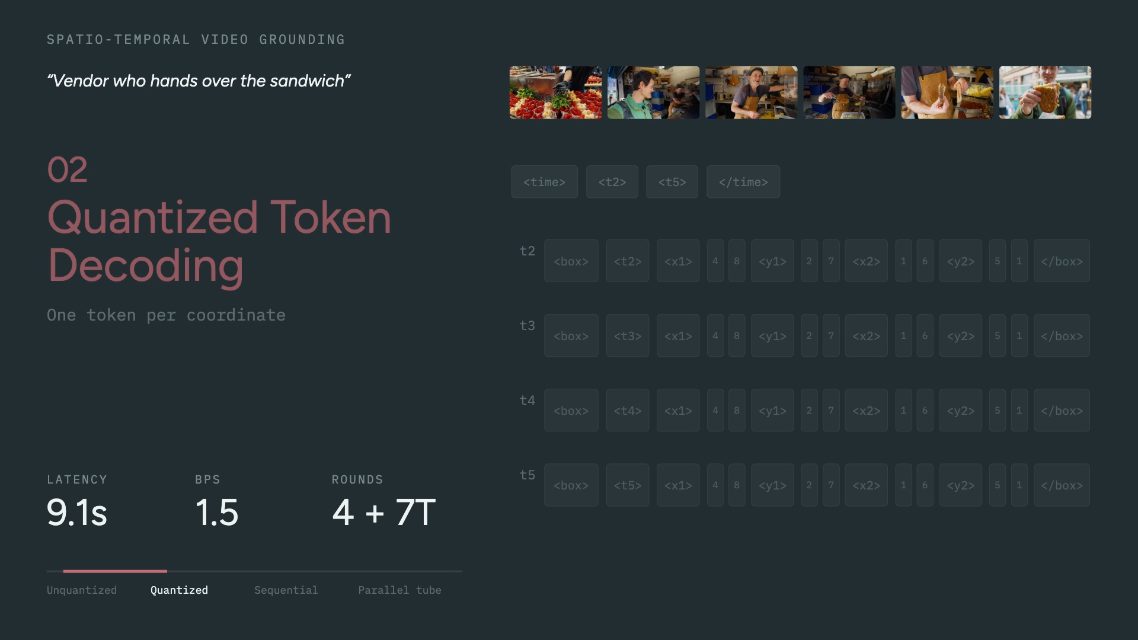 SPATIO-TEMPORAL VIDEO GROUNDING
“Vendor who hands over the sandwich”
02
Quantized Token
Decoding
One token per coordinate
LATENCY BPS ROUNDS
9.1s 1.5 4 + 7T
Unquantized Quantized Sequential Parallel tube
<time> <t2> <t5> </time>
t2 <box> <t2> <x1> 4 8 <y1> 2 7 <x2> 1 6 <y2> 5 1 </box>
t3 <box> <t3> <x1> 4 8 <y1> 2 7 <x2> 1 6 <y2> 5 1 </box>
t4 <box> <t4> <x1> 4 8 <y1> 2 7 <x2> 1 6 <y2> 5 1 </box>
t5 <box> <t5> <x1> 4 8 <y1> 2 7 <x2> 1 6 <y2> 5 1 </box>